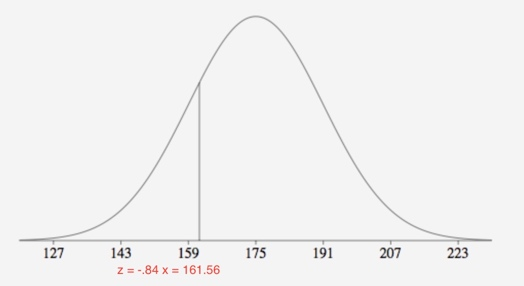 127 143 159 175 191 207 223
z = -.84 x = 161.56